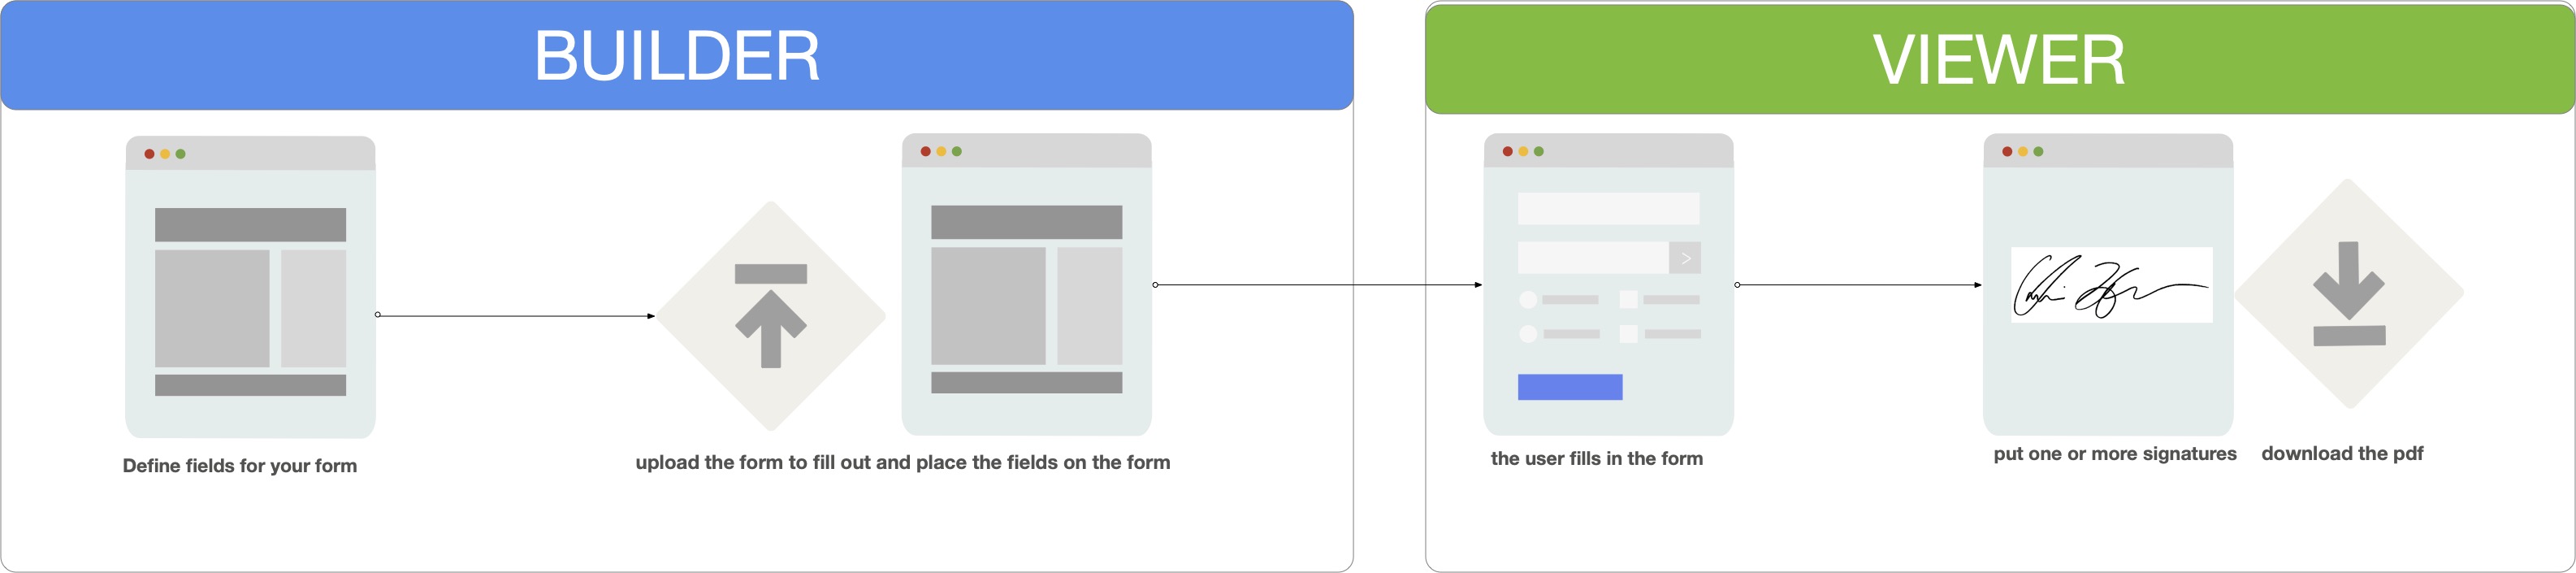 BUILDER
VIEWER
Define fields for your form
upload the form to fill out and place the fields on the form
the user fills in the form
put one or more signatures
download the pdf